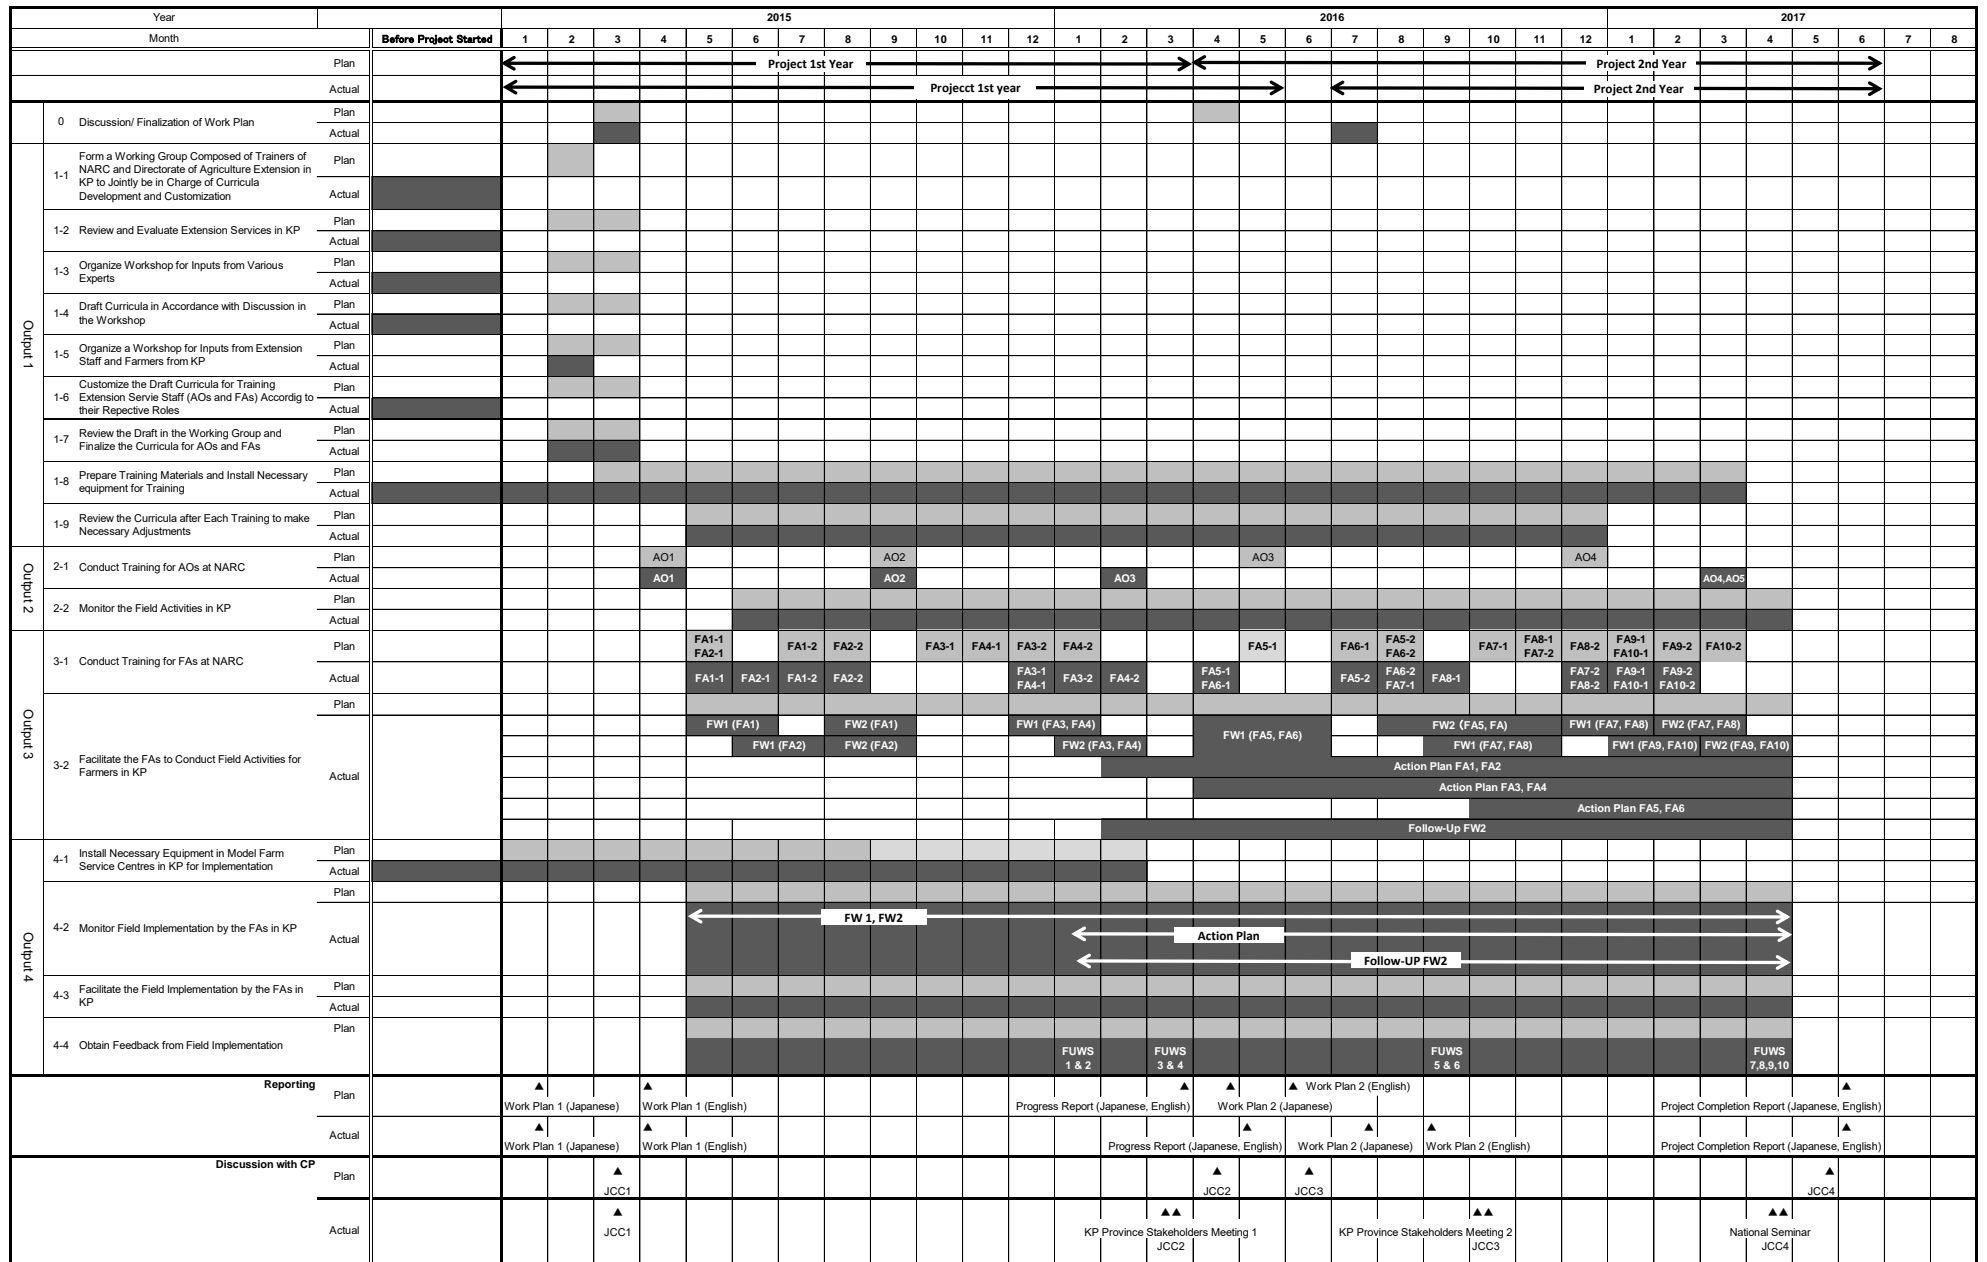 Year 2015 2016 2017
Month Before Project Started 1 2 3 4 5 6 7 8 9 10 11 12 1 2 3 4 5 6 7 8 9 10 11 12 1 2 3 4 5 6 7 8
Plan Project 1st Year Project 2nd Year
Actual Projecct 1st year Project 2nd Year
0 Discussion/ Finalization of Work Plan
Plan
Actual
Output 1
1-1 Form a Working Group Composed of Trainers of
NARC and Directorate of Agriculture Extension in
KP to Jointly be in Charge of Curricula
Development and Customization
Plan
Actual
1-2 Review and Evaluate Extension Services in KP
Plan
Actual
1-3 Organize Workshop for Inputs from Various
Experts
Plan
Actual
1-4 Draft Curricula in Accordance with Discussion in
the Workshop
Plan
Actual
1-5 Organize a Workshop for Inputs from Extension
Staff and Farmers from KP
Plan
Actual
1-6 Customize the Draft Curricula for Training
Extension Servie Staff (AOs and FAs) Accordig to
their Repective Roles
Plan
Actual
1-7 Review the Draft in the Working Group and
Finalize the Curricula for AOs and FAs
Plan
Actual
1-8 Prepare Training Materials and Install Necessary
equipment for Training
Plan
Actual
1-9 Review the Curricula after Each Training to make
Necessary Adjustments
Plan
Actual
Output 2
2-1 Conduct Training for AOs at NARC
Plan AO1 AO2 AO3 AO4
Actual AO1 AO2 AO3 AO4,AO5
2-2 Monitor the Field Activities in KP
Plan
Actual
Output 3
3-1 Conduct Training for FAs at NARC
Plan FA1-1 FA2-1 FA1-2 FA2-2 FA3-1 FA4-1 FA3-2 FA4-2 FA5-1 FA6-1 FA5-2 FA6-2 FA7-1 FA8-1 FA7-2 FA8-2 FA9-1 FA10-1 FA9-2 FA10-2
Actual FA1-1 FA2-1 FA1-2 FA2-2 FA3-1 FA4-1 FA3-2 FA4-2 FA5-1 FA6-1 FA5-2 FA6-2 FA7-1 FA8-1 FA7-2 FA8-2 FA9-1 FA10-1 FA9-2 FA10-2
3-2 Facilitate the FAs to Conduct Field Activities for
Farmers in KP
Plan
Actual
FW1 (FA1) FW2 (FA1) FW1 (FA3, FA4) FW1 (FA5, FA6) FW2 (FA5, FA) FW1 (FA7, FA8) FW2 (FA7, FA8)
FW1 (FA2) FW2 (FA2) FW2 (FA3, FA4) FW1 (FA7, FA8) FW1 (FA9, FA10) FW2 (FA9, FA10)
Action Plan FA1, FA2
Action Plan FA3, FA4
Action Plan FA5, FA6
Follow-Up FW2
Output 4
4-1 Install Necessary Equipment in Model Farm
Service Centres in KP for Implementation
Plan
Actual
4-2 Monitor Field Implementation by the FAs in KP
Plan
Actual
FW 1, FW2
Action Plan
Follow-UP FW2
4-3 Facilitate the Field Implementation by the FAs in
KP
Plan
Actual
4-4 Obtain Feedback from Field Implementation
Plan
FUWS FUWS FUWS FUWS
1 & 2 3 & 4 5 & 6 7,8,9,10
Reporting
Plan ▲ ▲ ▲ ▲ ▲ Work Plan 2 (English) ▲
Work Plan 1 (Japanese) Work Plan 1 (English) Progress Report (Japanese, English) Work Plan 2 (Japanese) Project Completion Report (Japanese, English)
Actual ▲ ▲ ▲ ▲ ▲ ▲
Work Plan 1 (Japanese) Work Plan 1 (English) Progress Report (Japanese, English) Work Plan 2 (Japanese) Work Plan 2 (English) Project Completion Report (Japanese, English)
Discussion with CP
Plan ▲ ▲ ▲ ▲
JCC1 JCC2 JCC3 JCC4
Actual ▲ ▲▲ ▲▲ ▲▲
JCC1 KP Province Stakeholders Meeting 1 KP Province Stakeholders Meeting 2 National Seminar
JCC2 JCC3 JCC4